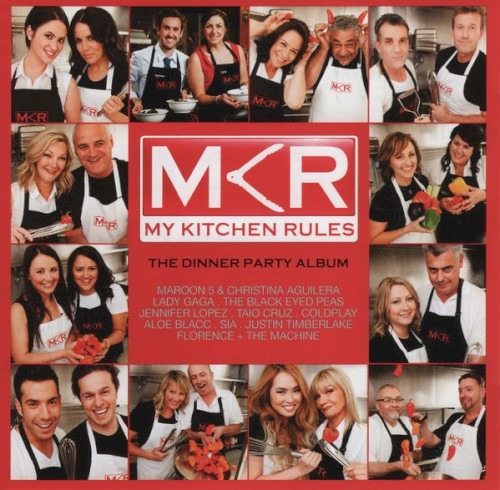 MKR
MY KITCHEN RULES
THE DINNER PARTY ALBUM
MAROON 5 & CHRISTINA AGUILERA
LADY GAGA . THE BLACK EYED PEAS
JENNIFER LOPEZ . TAIO CRUZ . COLDPLAY
ALOE BLACC . SIA . JUSTIN TIMBERLAKE
FLORENCE + THE MACHINE